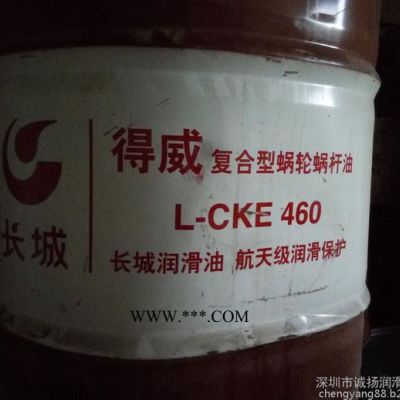 得威 复合型蜗轮蜗杆油
长城
L-CKE 460
长城润滑油 航天级润滑保护
WWW.***.COM
深圳市诚扬润滑
chengyang88.b2